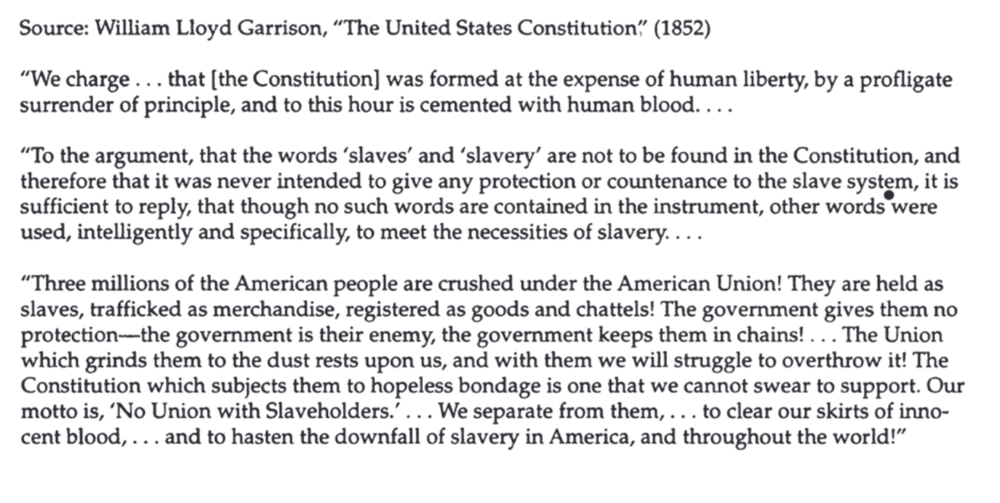 Source: William Lloyd Garrison, “The United States Constitution,” (1852)
“We charge . . . that [the Constitution] was formed at the expense of human liberty, by a profligate
surrender of principle, and to this hour is cemented with human blood. . . .
“To the argument, that the words ‘slaves’ and ‘slavery’ are not to be found in the Constitution, and
therefore that it was never intended to give any protection or countenance to the slave system, it is
sufficient to reply, that though no such words are contained in the instrument, other words were
used, intelligently and specifically, to meet the necessities of slavery. . . .
“Three millions of the American people are crushed under the American Union! They are held as
slaves, trafficked as merchandise, registered as goods and chattels! The government gives them no
protection—the government is their enemy, the government keeps them in chains! . . . The Union
which grinds them to the dust rests upon us, and with them we will struggle to overthrow it! The
Constitution which subjects them to hopeless bondage is one that we cannot swear to support. Our
motto is, ‘No Union with Slaveholders.’ . . . We separate from them, . . . to clear our skirts of inno-
cent blood, . . . and to hasten the downfall of slavery in America, and throughout the world!”